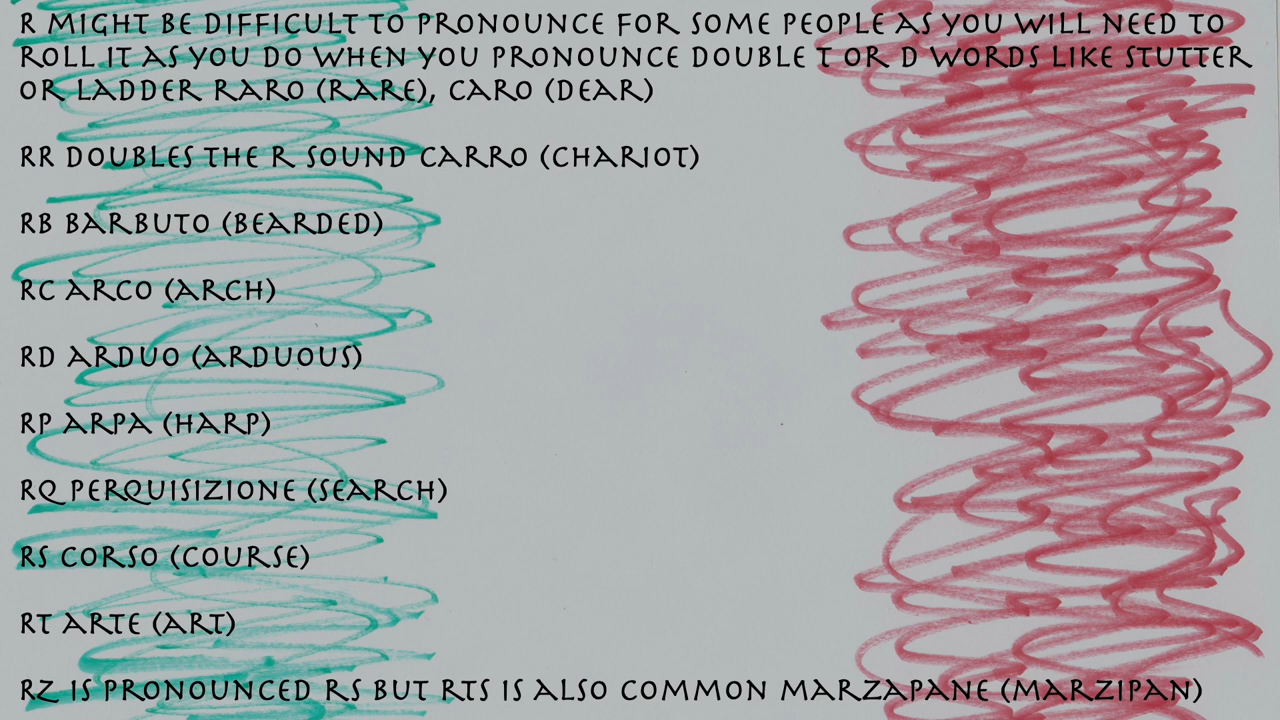 R MIGHT BE DIFFICULT TO PRONOUNCE FOR SOME PEOPLE AS YOU WILL NEED TO
ROLL IT AS YOU DO WHEN YOU PRONOUNCE DOUBLE T OR D WORDS LIKE STUTTER
OR LADDER RARO (RARE), CARO (DEAR)
RR DOUBLES THE R SOUND CARRO (CHARIOT)
RB BARBUTO (BEARDED)
RC ARCO (ARCH)
RD ARDUO (ARDUOUS)
RP ARPA (HARP)
RQ PERQUISIZIONE (SEARCH)
RS CORSO (COURSE)
RT ARTE (ART)
RZ IS PRONOUNCED RS BUT RTS IS ALSO COMMON MARZAPANE (MARZIPAN)